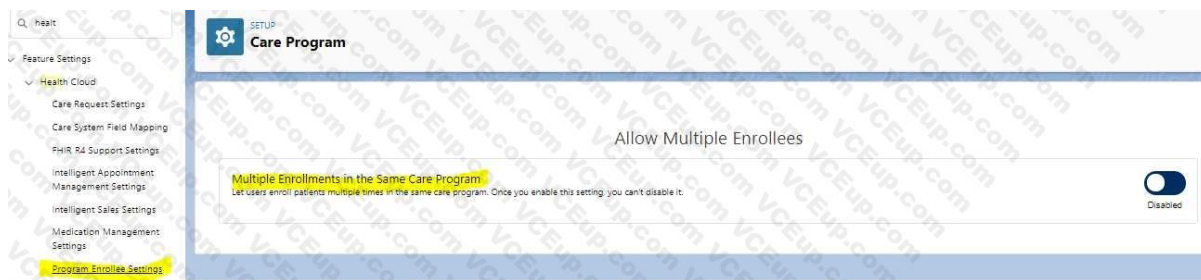 healt
Feature Settings
Health Cloud
Care Request Settings
Care System Field Mapping
FHIR R4 Support Settings
Intelligent Appointment
Management Settings
Intelligent Sales Settings
Medication Management
Settings
Program Enrollee Settings
SETUP
Care Program
Allow Multiple Enrollees
Multiple Enrollments in the Same Care Program
Let users enroll patients multiple times in the same care program. Once you enable this setting, you can't disable it.
Disabled
VCEup.com